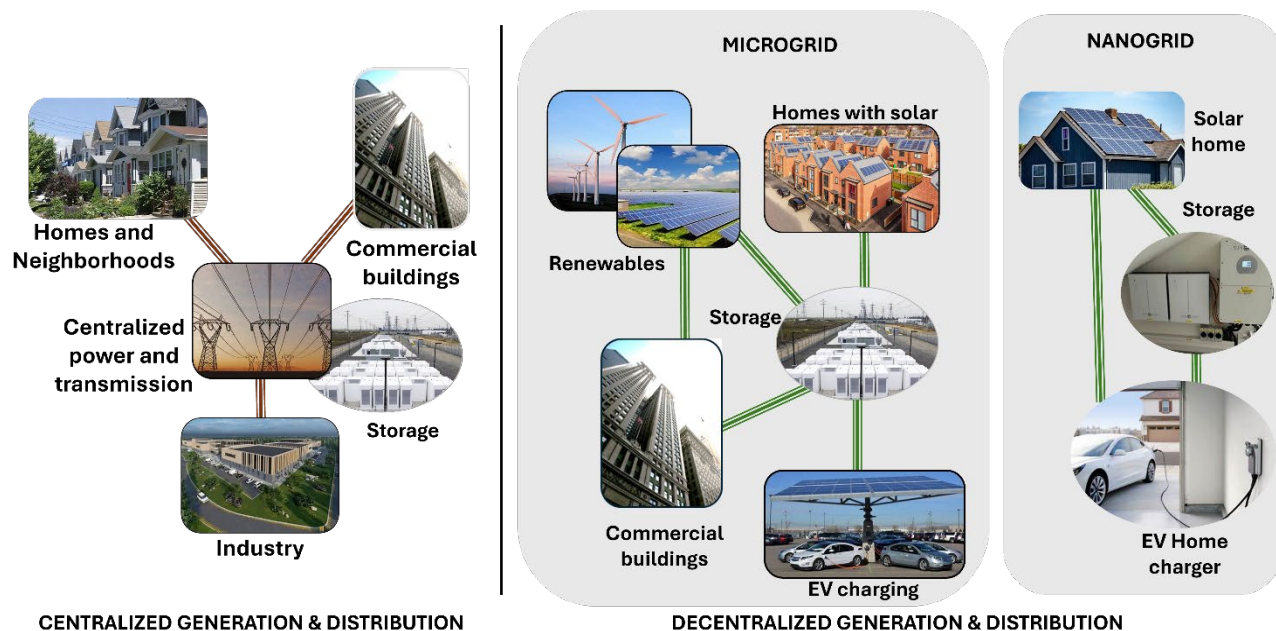 Homes and
Neighborhoods
Commercial
buildings
Centralized
power and
transmission
Storage
Industry
CENTRALIZED GENERATION & DISTRIBUTION
MICROGRID
Homes with solar
Renewables
Storage
Commercial
buildings
EV charging
NANOGRID
Solar
home
Storage
EV Home
charger
DECENTRALIZED GENERATION & DISTRIBUTION